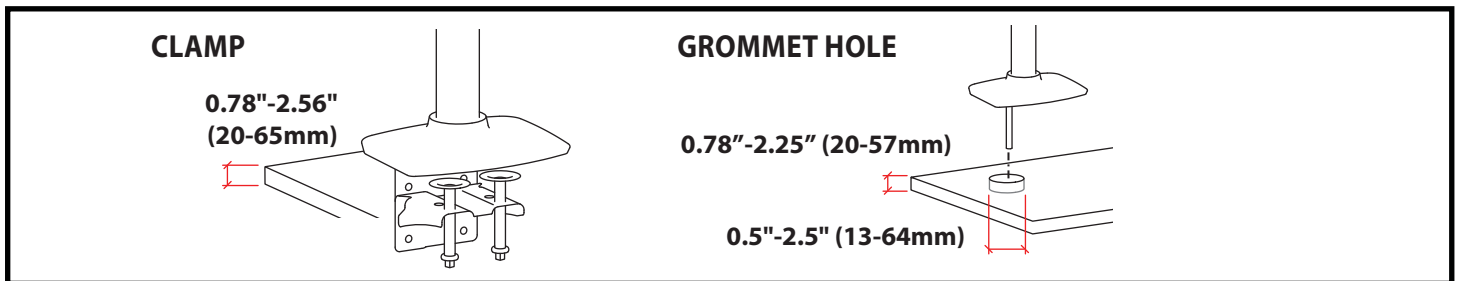 CLAMP
0.78"-2.56"
(20-65mm)
GROMMET HOLE
0.78”-2.25” (20-57mm)
0.5"-2.5" (13-64mm)